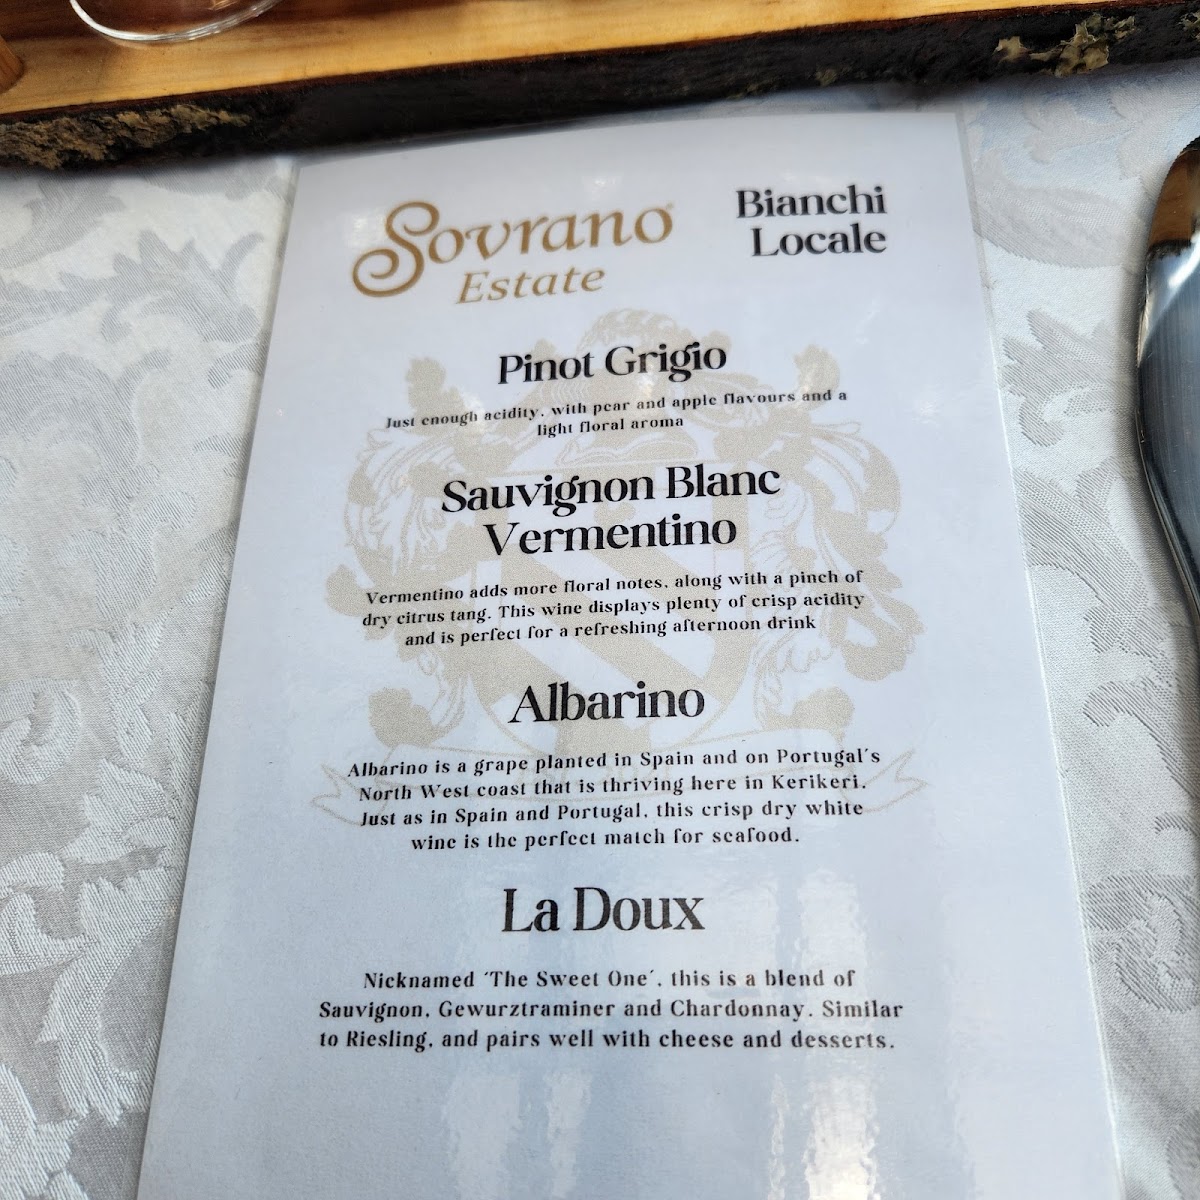 Sovrano
Estate
Bianchi
Locale
Pinot Grigio
Just enough acidity, with pear and apple flavours and a
light floral aroma
Sauvignon Blanc
Vermentino
Vermentino adds more floral notes, along with a pinch of
dry citrus tang. This wine displays plenty of crisp acidity
and is perfect for a refreshing afternoon drink
Albarino
Albarino is a grape planted in Spain and on Portugal's
North West coast that is thriving here in Kerikeri.
Just as in Spain and Portugal, this crisp dry white
wine is the perfect match for seafood.
La Doux
Nicknamed 'The Sweet One', this is a blend of
Sauvignon, Gewurztraminer and Chardonnay. Similar
to Riesling, and pairs well with cheese and desserts.